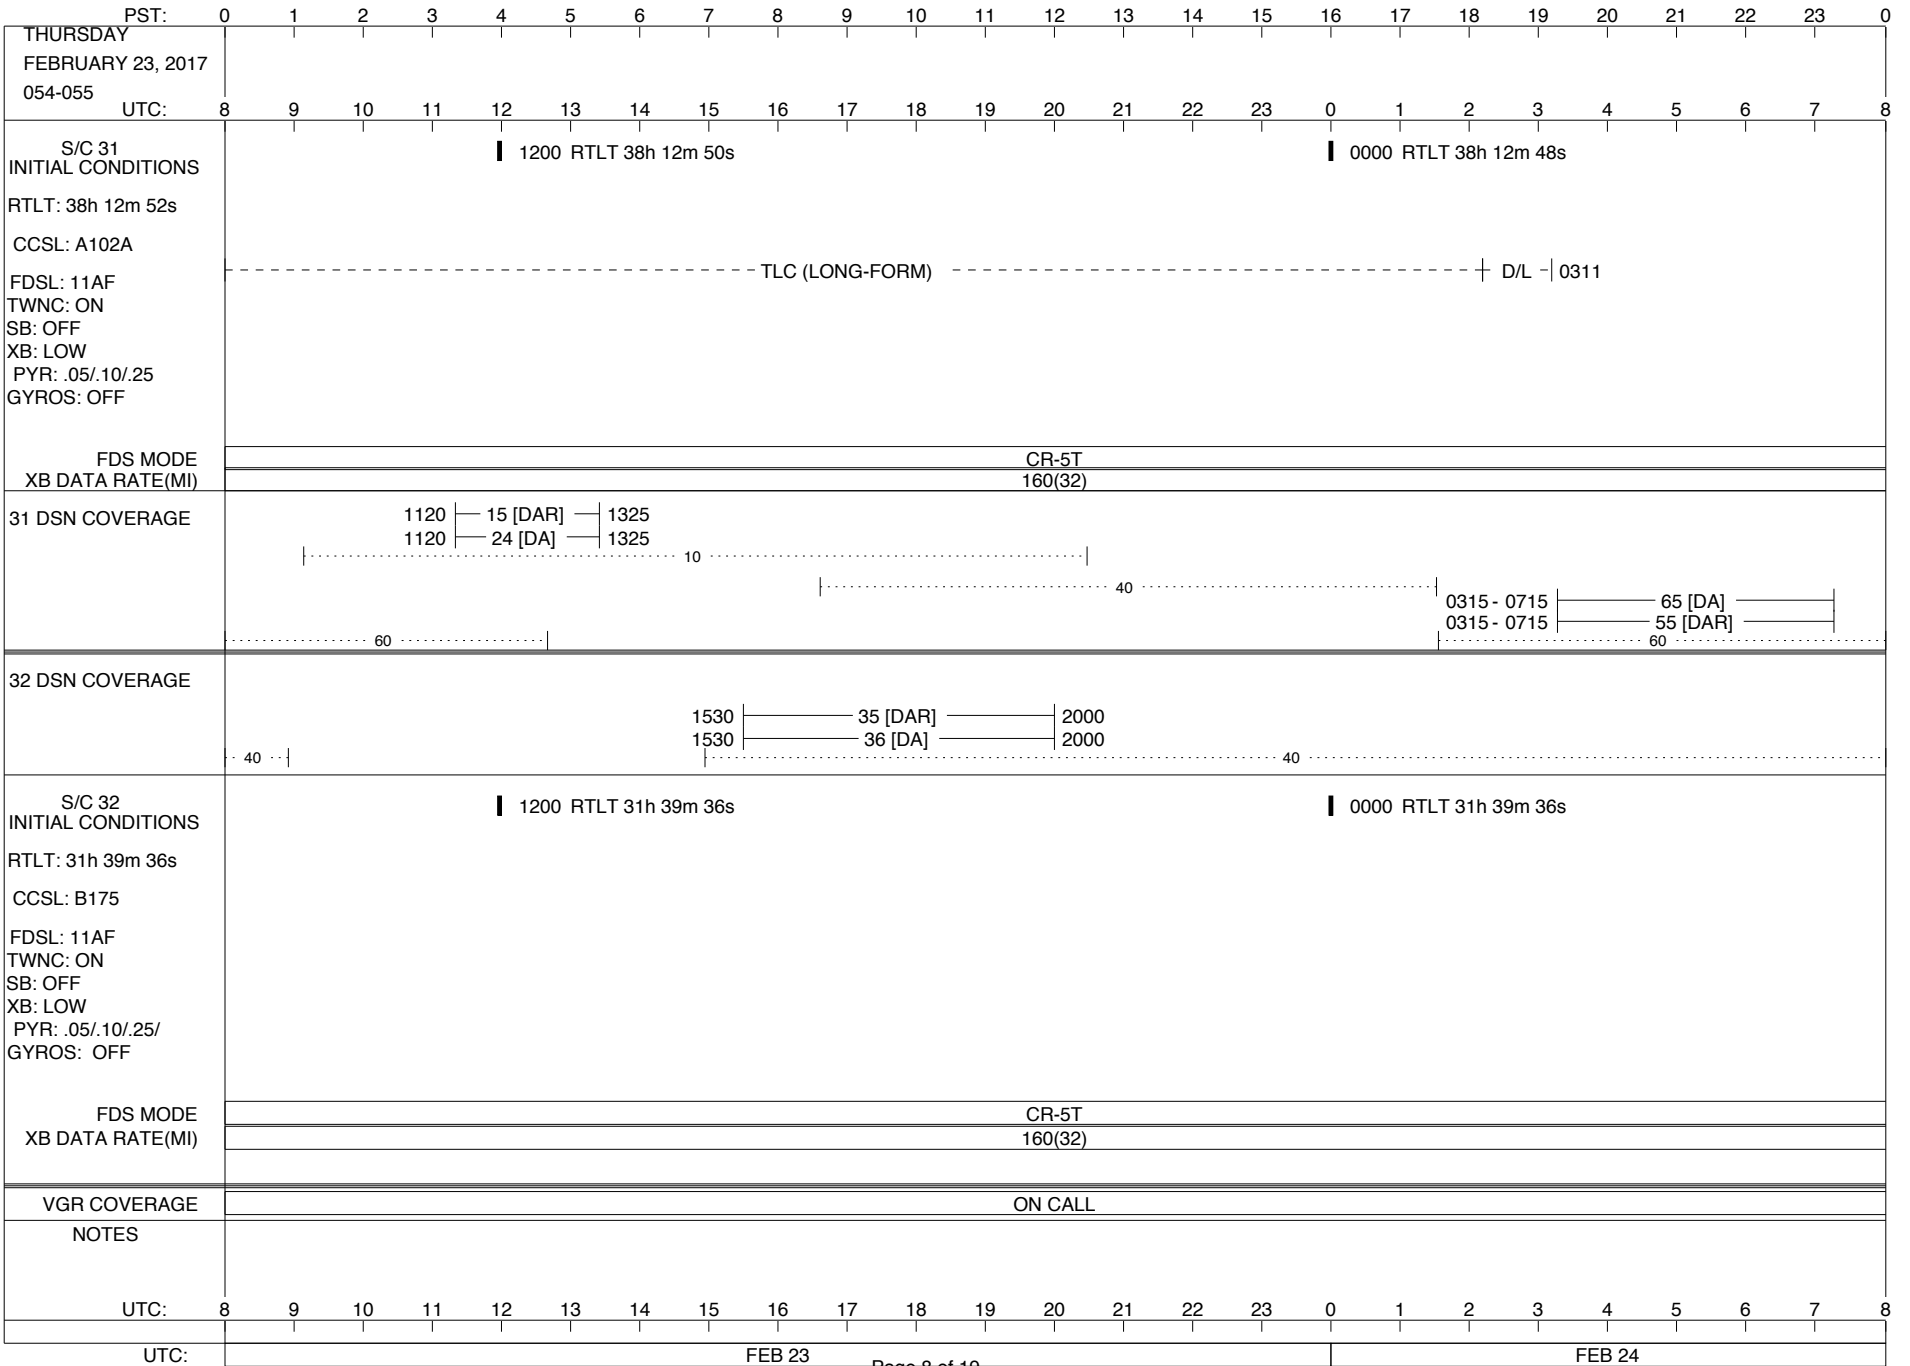 PST: 0 1 2 3 4 5 6 7 8 9 10 11 12 13 14 15 16 17 18 19 20 21 22 23 0
THURSDAY
FEBRUARY 23, 2017
054-055
UTC: 8 9 10 11 12 13 14 15 16 17 18 19 20 21 22 23 0 1 2 3 4 5 6 7 8
S/C 31
INITIAL CONDITIONS
1200 RTLT 38h 12m 50s
0000 RTLT 38h 12m 48s
RTLT: 38h 12m 52s
CCSL: A102A
TLC (LONG-FORM) D/L 0311
FDSL: 11AF
TWNC: ON
SB: OFF
XB: LOW
PYR: .05/.10/.25
GYROS: OFF
FDS MODE CR-5T
XB DATA RATE(MI) 160(32)
31 DSN COVERAGE
1120 15 [DAR] 1325
1120 24 [DA] 1325
10
40
0315 - 0715 65 [DA]
0315 - 0715 55 [DAR]
60 60
32 DSN COVERAGE
1530 35 [DAR] 2000
1530 36 [DA] 2000
40 40
S/C 32
INITIAL CONDITIONS
1200 RTLT 31h 39m 36s
0000 RTLT 31h 39m 36s
RTLT: 31h 39m 36s
CCSL: B175
FDSL: 11AF
TWNC: ON
SB: OFF
XB: LOW
PYR: .05/.10/.25/
GYROS: OFF
FDS MODE CR-5T
XB DATA RATE(MI) 160(32)
VGR COVERAGE ON CALL
NOTES
UTC: 8 9 10 11 12 13 14 15 16 17 18 19 20 21 22 23 0 1 2 3 4 5 6 7 8
UTC: FEB 23 FEB 24
Page 8 of 10